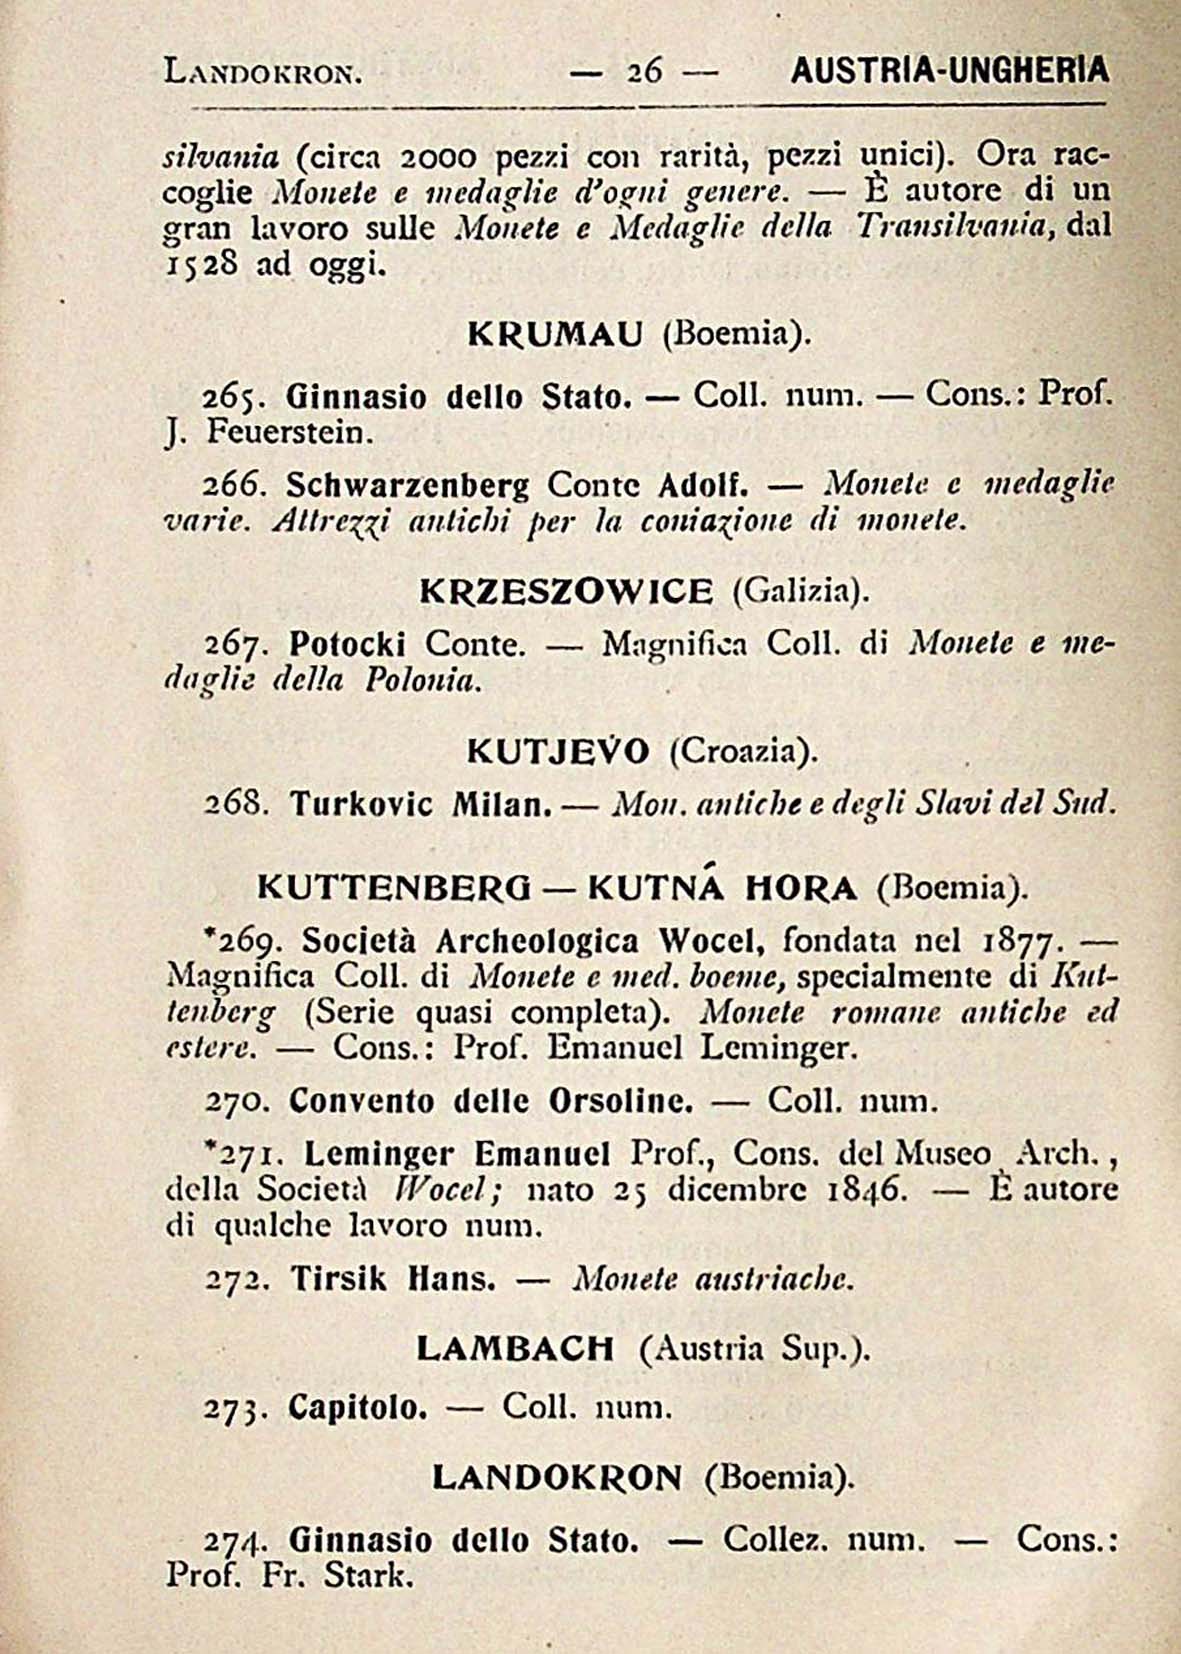 Landokron. — 26 — AUSTRIA-UNGHERIA
silvania (circa 2000 pezzi con rarità, pezzi unici). Ora rac-
coglie Monete e medaglie d'ogni genere. — È autore di un
gran lavoro sulle Monete e Medaglie della Transilvania, dal
1528 ad oggi.
KRUMAU (Boemia).
265. Ginnasio dello Stato. — Coll. num. — Cons.: Prof.
J. Feuerstein.
266. Schwarzenberg Conte Adolf. — Monete e medaglie
varie. Attrezzi antichi per la coniazione di monete.
KRZESZOWICE (Galizia).
267. Potocki Conte. — Magnifica Coll. di Monete e me-
daglie della Polonia.
KUTJEVO (Croazia).
268. Turkovic Milan. — Mon. antiche e degli Slavi del Sud.
KUTTENBERG — KUTNÁ HORA (Boemia).
*269. Società Archeologica Wocel, fondata nel 1877. —
Magnifica Coll. di Monete e med. boeme, specialmente di Kut-
tenberg (Serie quasi completa). Monete romane antiche ed
estere. — Cons.: Prof. Emanuel Leminger.
270. Convento delle Orsoline. — Coll. num.
*271. Leminger Emanuel Prof., Cons. del Museo Arch.,
della Società Wocel; nato 25 dicembre 1846. — È autore
di qualche lavoro num.
272. Tirsik Hans. — Monete austriache.
LAMBACH (Austria Sup.).
273. Capitolo. — Coll. num.
LANDOKRON (Boemia).
274. Ginnasio dello Stato. — Collez. num. — Cons.:
Prof. Fr. Stark.